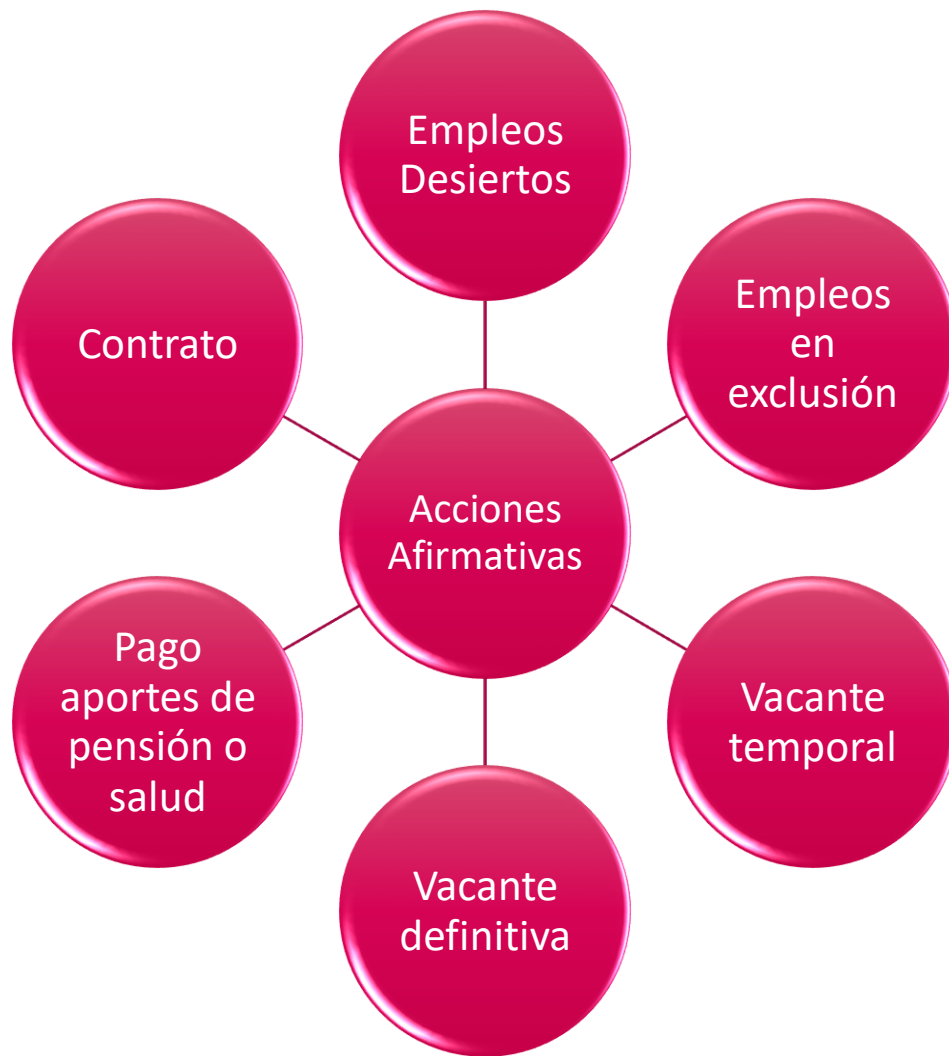 Empleos
Desiertos
Contrato
Empleos
en
exclusión
Acciones
Afirmativas
Pago
aportes de
pensión o
salud
Vacante
temporal
Vacante
definitiva